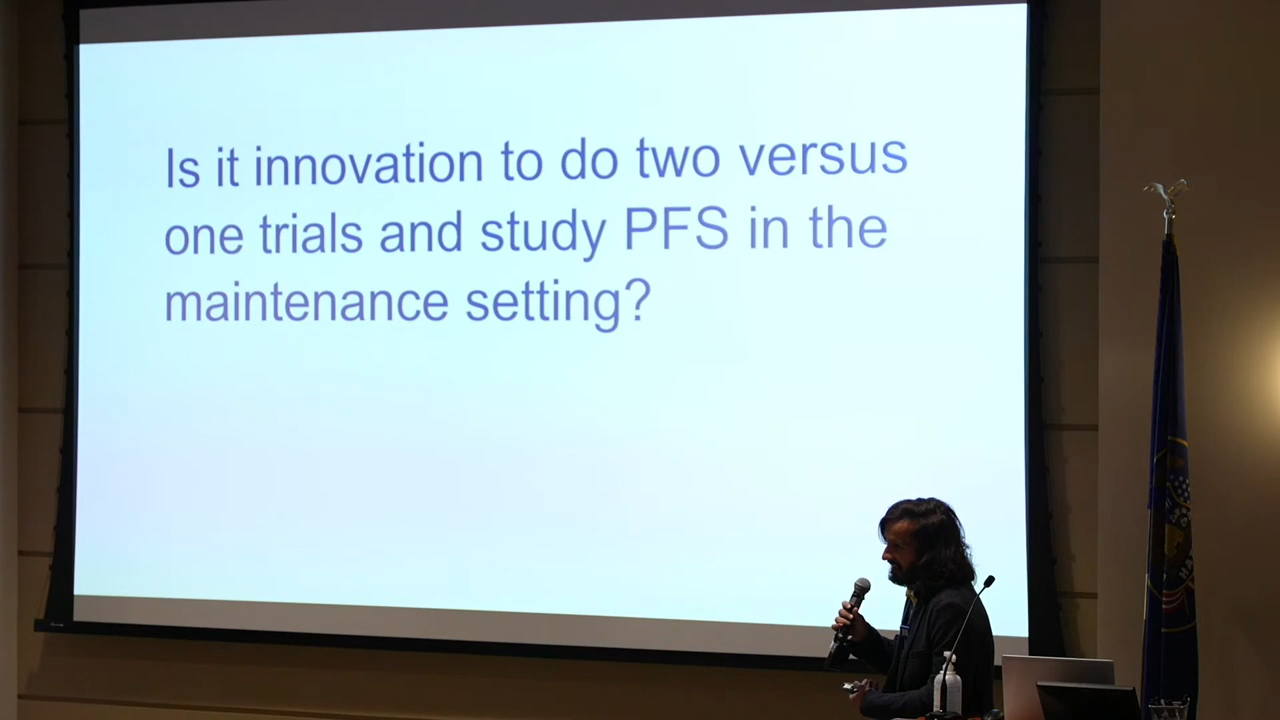 Is it innovation to do two versus
one trials and study PFS in the
maintenance setting?